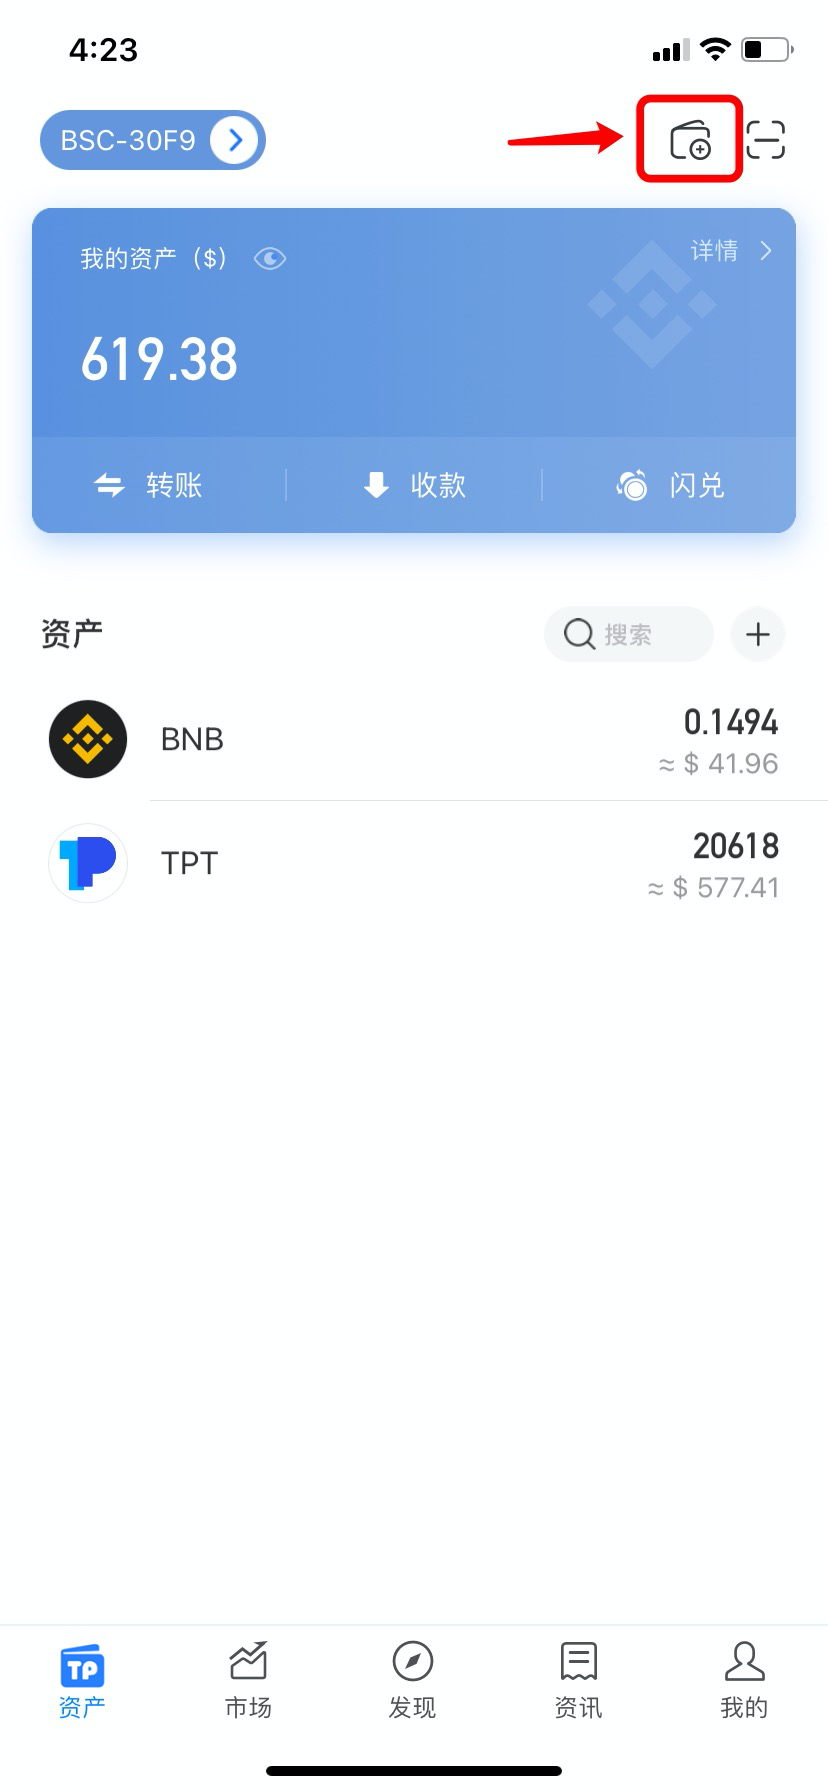 4:23
BSC-30F9
我的资产（$）
详情
619.38
转账
收款
闪兑
资产
搜索
BNB
0.1494
≈ $ 41.96
TPT
20618
≈ $ 577.41
TP
资产
市场
发现
资讯
我的